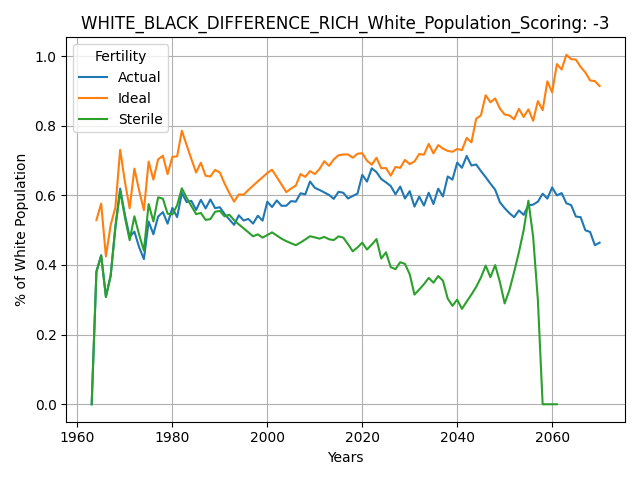 WHITE_BLACK_DIFFERENCE_RICH_White_Population_Scoring: -3
Fertility
Actual
Ideal
Sterile
% of White Population
1.0
0.8
0.6
0.4
0.2
0.0
1960 1980 2000 2020 2040 2060
Years